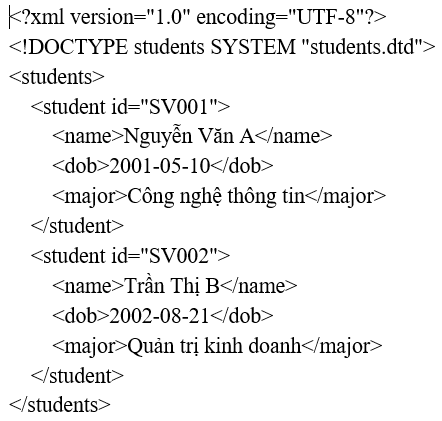 <?xml version="1.0" encoding="UTF-8"?>
<!DOCTYPE students SYSTEM "students.dtd">
<students>
<student id="SV001">
<name>Nguyễn Văn A</name>
<dob>2001-05-10</dob>
<major>Công nghệ thông tin</major>
</student>
<student id="SV002">
<name>Trần Thị B</name>
<dob>2002-08-21</dob>
<major>Quản trị kinh doanh</major>
</student>
</students>